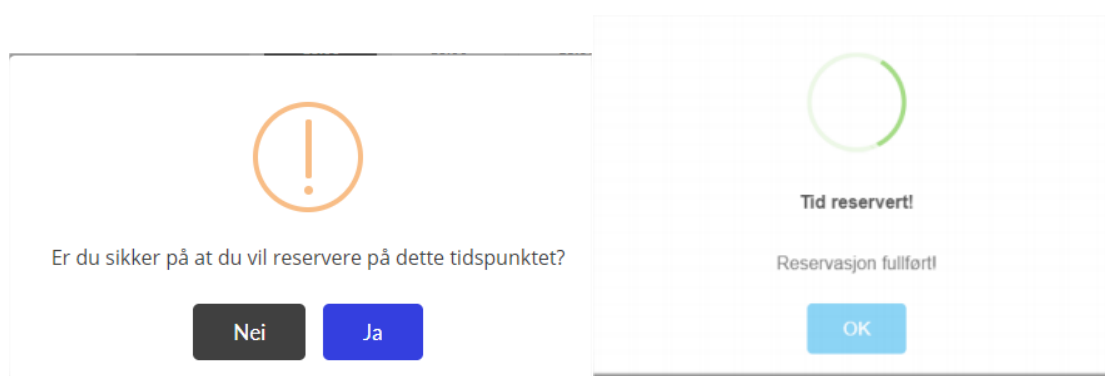 Er du sikker på at du vil reservere på dette tidspunktet?
Nei
Ja
Tid reservert!
Reservasjon fullført!
OK